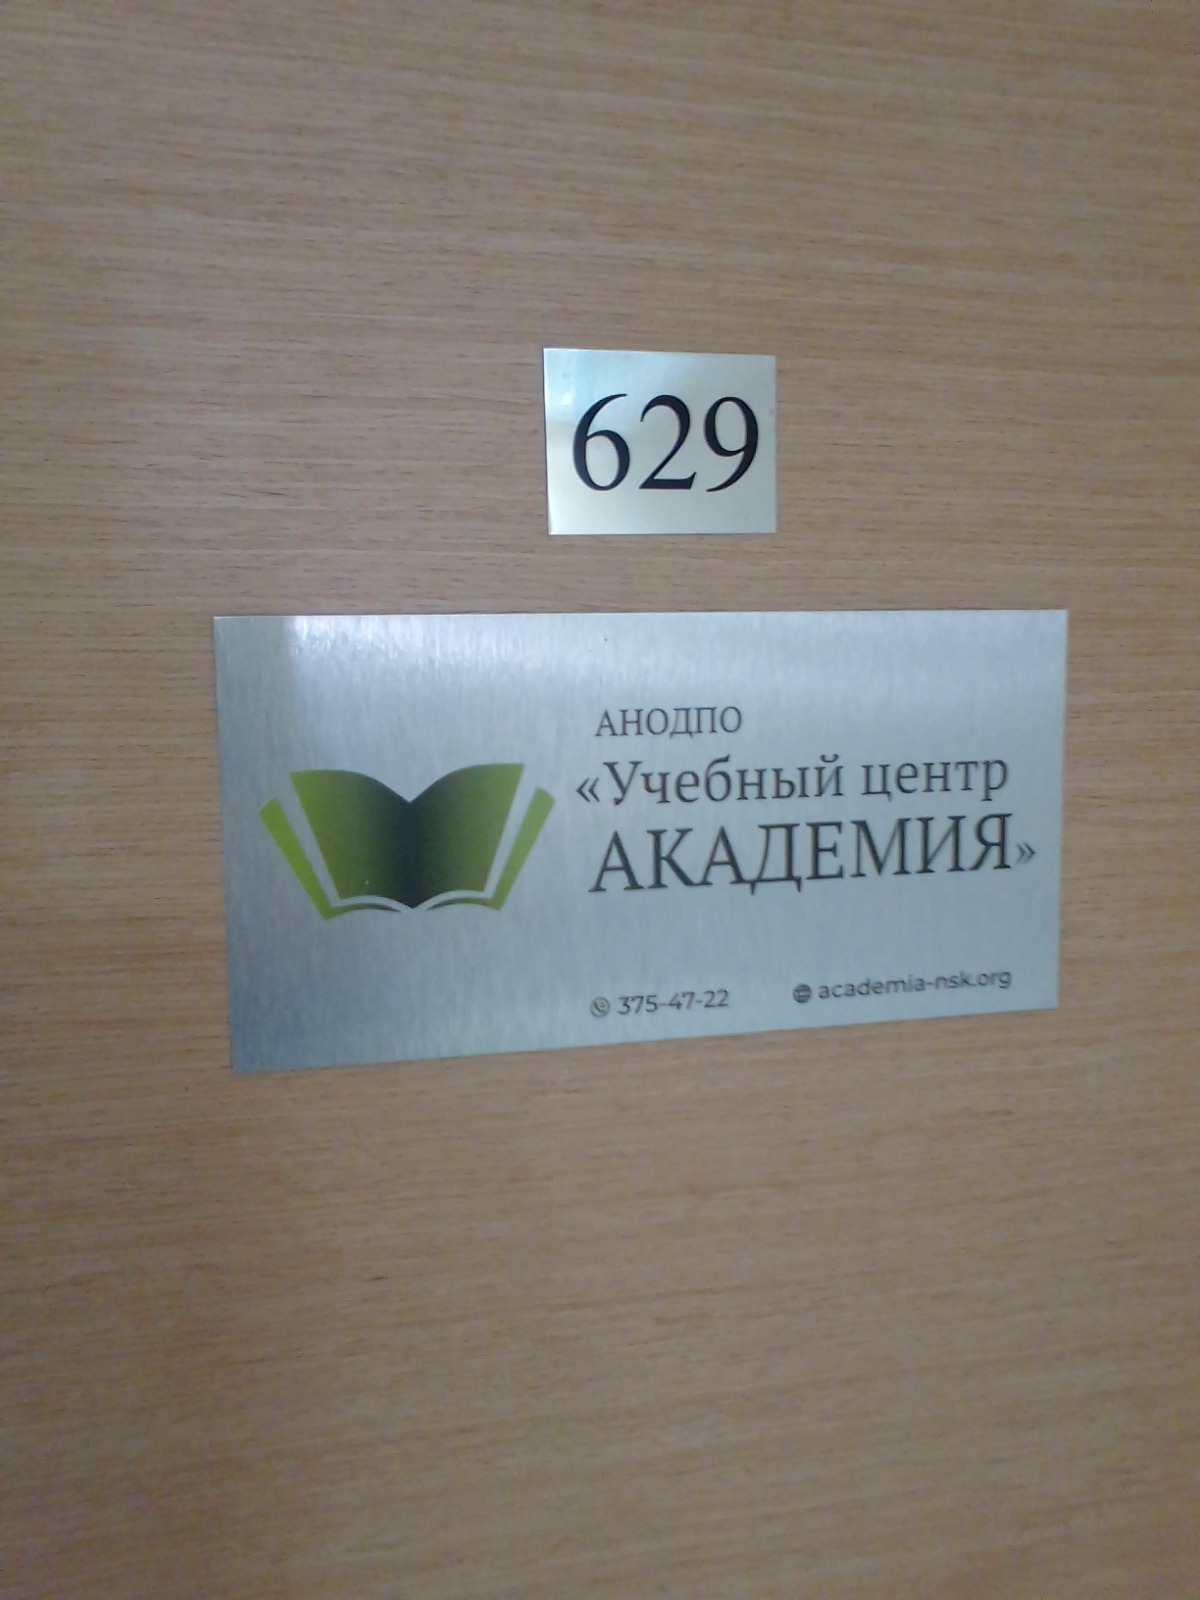 629
АНОДПО
«Учебный центр
АКАДЕМИЯ»
375-47-22 academia-nsk.org